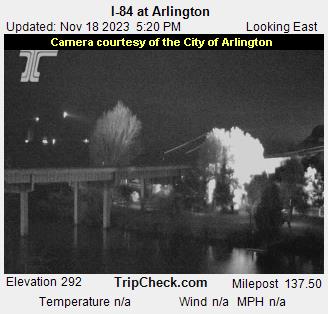 I-84 at Arlington
Updated: Nov 18 2023 5:20 PM Looking East
Camera courtesy of the City of Arlington
Elevation 292 TripCheck.com Milepost 137.50
Temperature n/a Wind n/a MPH n/a